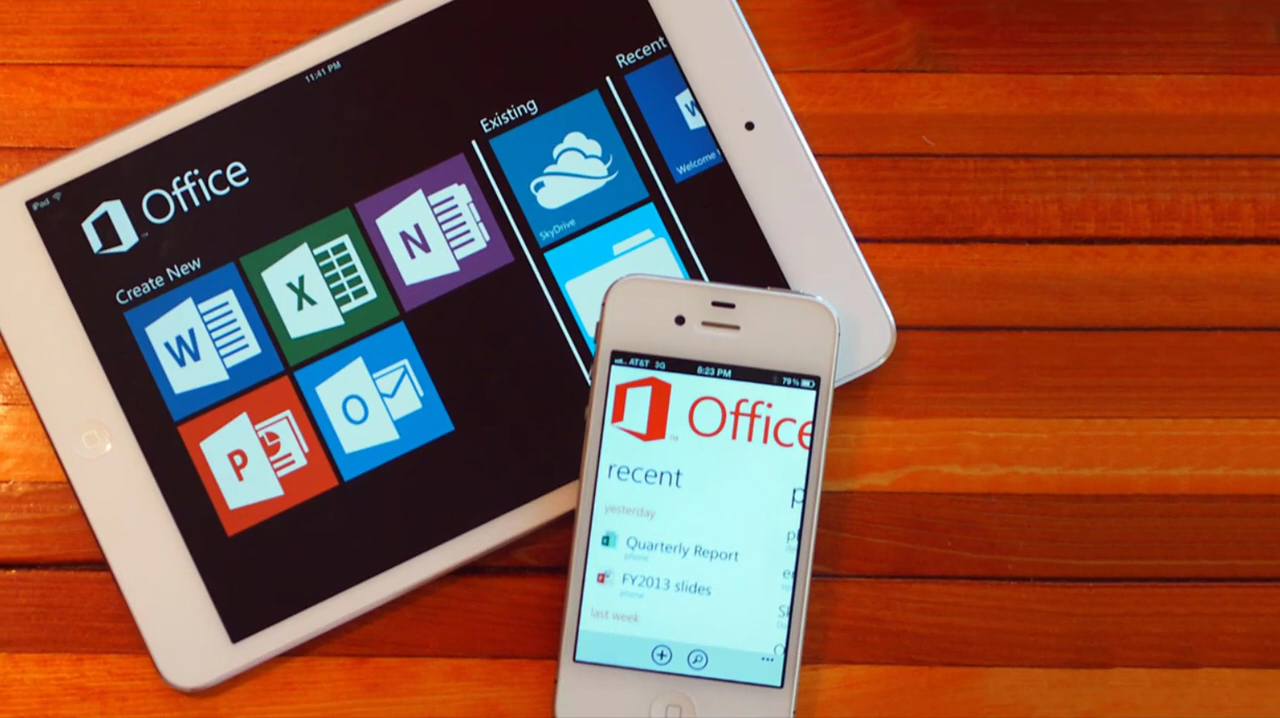 iPad
11:41 PM
Office
Create New
W
X
N
P
O
Existing
SkyDrive
Recent
W
Welcome
AT&T 3G
8:23 PM
79%
Office
recent
yesterday
Quarterly Report
phone
FY2013 slides
phone
last week